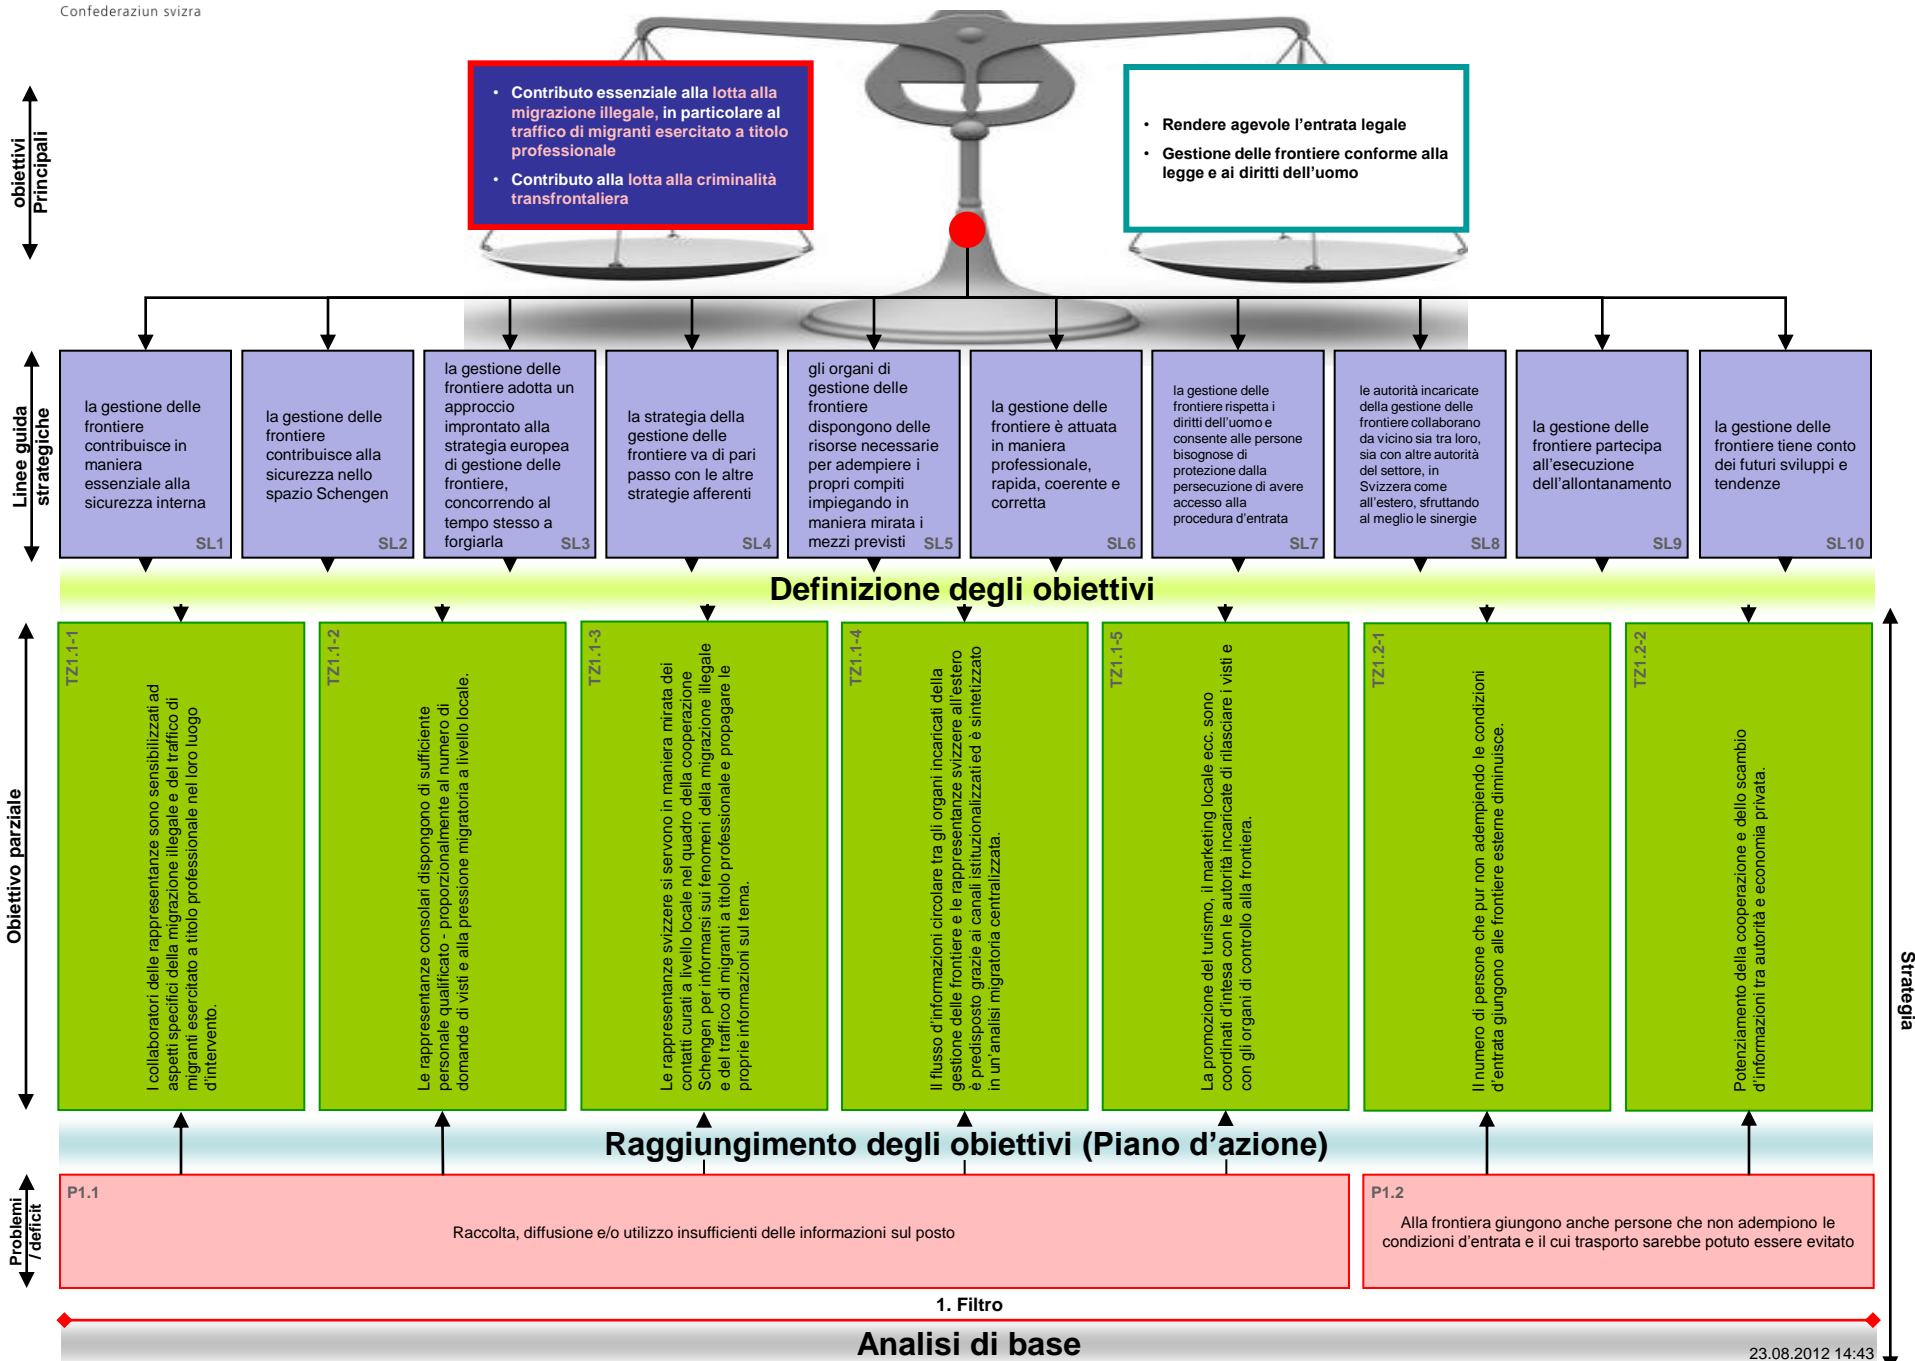 Confederaziun svizra
obiettivi
Principali
• Contributo essenziale alla lotta alla
migrazione illegale, in particolare al
traffico di migranti esercitato a titolo
professionale
• Contributo alla lotta alla criminalità
transfrontaliera
• Rendere agevole l'entrata legale
• Gestione delle frontiere conforme alla
legge e ai diritti dell'uomo
Linee guida
strategiche
la gestione delle
frontiere
contribuisce in
maniera
essenziale alla
sicurezza interna
SL1
la gestione delle
frontiere
contribuisce alla
sicurezza nello
spazio Schengen
SL2
la gestione delle
frontiere adotta un
approccio
improntato alla
strategia europea
di gestione delle
frontiere,
concorrendo al
tempo stesso a
forgiarla
SL3
la strategia della
gestione delle
frontiere va di pari
passo con le altre
strategie afferenti
SL4
gli organi di
gestione delle
frontiere
dispongono delle
risorse necessarie
per adempiere i
propri compiti
impiegando in
maniera mirata i
mezzi previsti
SL5
la gestione delle
frontiere è attuata
in maniera
professionale,
rapida, coerente e
corretta
SL6
la gestione delle
frontiere rispetta i
diritti dell'uomo e
consente alle persone
bisognose di
protezione dalla
persecuzione di avere
accesso alla
procedura d'entrata
SL7
le autorità incaricate
della gestione delle
frontiere collaborano
da vicino sia tra loro,
sia con altre autorità
del settore, in
Svizzera come
all'estero, sfruttando
al meglio le sinergie
SL8
la gestione delle
frontiere partecipa
all'esecuzione
dell'allontanamento
SL9
la gestione delle
frontiere tiene conto
dei futuri sviluppi e
tendenze
SL10
Definizione degli obiettivi
Obiettivo parziale
TZ1.1-1
I collaboratori delle rappresentanze sono sensibilizzati ad
aspetti specifici della migrazione illegale e del traffico di
migranti esercitato a titolo professionale nel loro luogo
d'intervento.
TZ1.1-2
Le rappresentanze consolari dispongono di sufficiente
personale qualificato - proporzionalmente al numero di
domande di visti e alla pressione migratoria a livello locale.
TZ1.1-3
Le rappresentanze svizzere si servono in maniera mirata dei
contatti curati a livello locale nel quadro della cooperazione
Schengen per informarsi sui fenomeni della migrazione illegale
e del traffico di migranti a titolo professionale e propagare le
proprie informazioni sul tema.
TZ1.1-4
Il flusso d'informazioni circolare tra gli organi incaricati della
gestione delle frontiere e le rappresentanze svizzere all'estero
è predisposto grazie ai canali istituzionalizzati ed è sintetizzato
in un'analisi migratoria centralizzata.
TZ1.1-5
La promozione del turismo, il marketing locale ecc. sono
coordinati d'intesa con le autorità incaricate di rilasciare i visti e
con gli organi di controllo alla frontiera.
TZ1.2-1
Il numero di persone che pur non adempiendo le condizioni
d'entrata giungono alle frontiere esterne diminuisce.
TZ1.2-2
Potenziamento della cooperazione e dello scambio
d'informazioni tra autorità e economia privata.
Strategia
Raggiungimento degli obiettivi (Piano d'azione)
Problemi
/ deficit
P1.1
Raccolta, diffusione e/o utilizzo insufficienti delle informazioni sul posto
P1.2
Alla frontiera giungono anche persone che non adempiono le
condizioni d'entrata e il cui trasporto sarebbe potuto essere evitato
1. Filtro
Analisi di base
23.08.2012 14:43